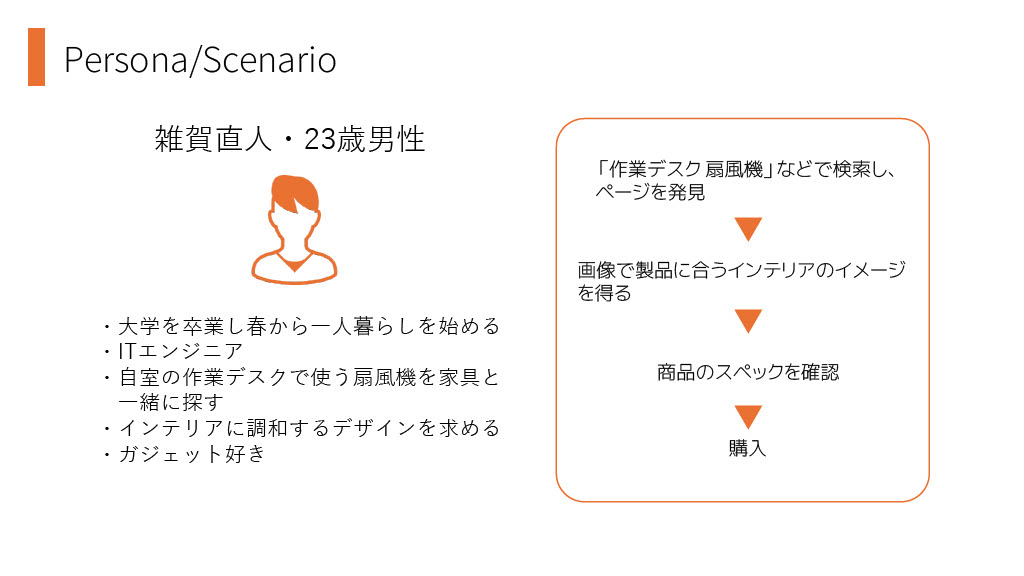 Persona/Scenario
雑賀直人・23歳男性
・大学を卒業し春から一人暮らしを始める
・ITエンジニア
・自室の作業デスクで使う扇風機を家具と
一緒に探す
・インテリアに調和するデザインを求める
・ガジェット好き
「作業デスク 扇風機」などで検索し、
ページを発見
画像で製品に合うインテリアのイメージ
を得る
商品のスペックを確認
購入